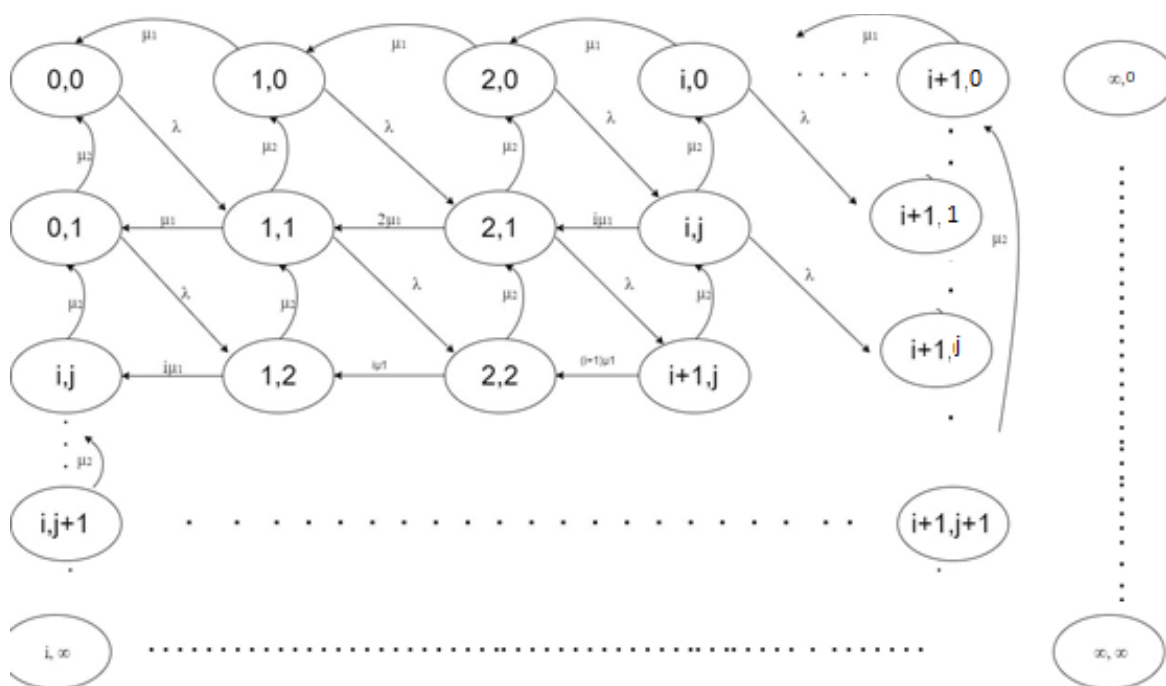 μ1 μ1 μ1 μ1
0,0 1,0 2,0 i,0 i+1,0 ∞,0
λ λ λ λ
μ2 μ2 μ2 μ2
0,1 μ1 1,1 2μ1 2,1 iμ1 i,j i+1, 1
μ2
λ λ λ λ
μ2 μ2 μ2 μ2
i,j iμ1 1,2 iμ1 2,2 (i+1)μ1 i+1,j i+1,j
μ2
i,j+1 i+1,j+1
i, ∞ ∞, ∞